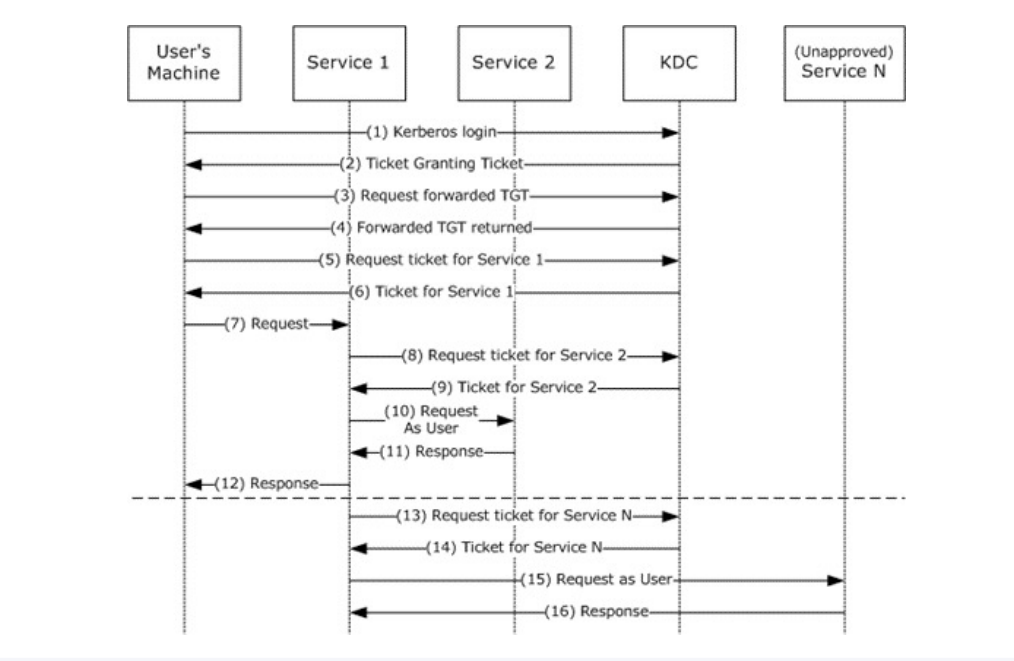 User's
Machine
Service 1
Service 2
KDC
(Unapproved)
Service N
(1) Kerberos login
(2) Ticket Granting Ticket
(3) Request forwarded TGT
(4) Forwarded TGT returned
(5) Request ticket for Service 1
(6) Ticket for Service 1
(7) Request
(8) Request ticket for Service 2
(9) Ticket for Service 2
(10) Request
As User
(11) Response
(12) Response
(13) Request ticket for Service N
(14) Ticket for Service N
(15) Request as User
(16) Response